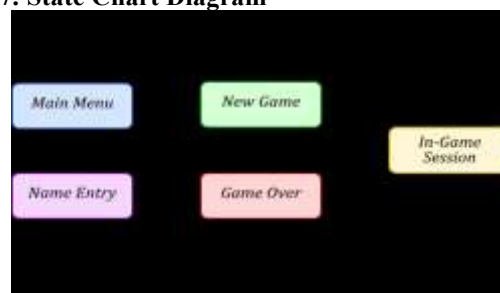 7. State Chart Diagram
Main Menu
New Game
In-Game
Session
Name Entry
Game Over